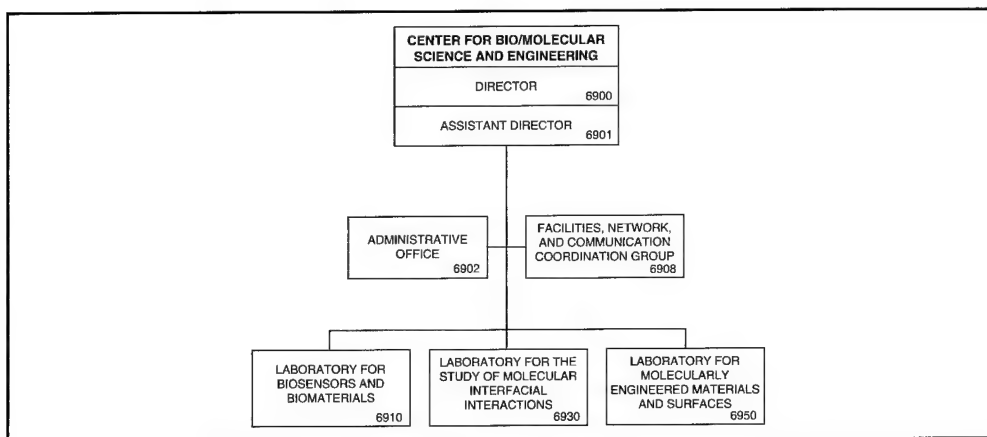 CENTER FOR BIO/MOLECULAR
SCIENCE AND ENGINEERING
DIRECTOR
6900
ASSISTANT DIRECTOR
6901
ADMINISTRATIVE
OFFICE
6902
FACILITIES, NETWORK,
AND COMMUNICATION
COORDINATION GROUP
6908
LABORATORY FOR
BIOSENSORS AND
BIOMATERIALS
6910
LABORATORY FOR THE
STUDY OF MOLECULAR
INTERFACIAL
INTERACTIONS
6930
LABORATORY FOR
MOLECULARLY
ENGINEERED MATERIALS
AND SURFACES
6950